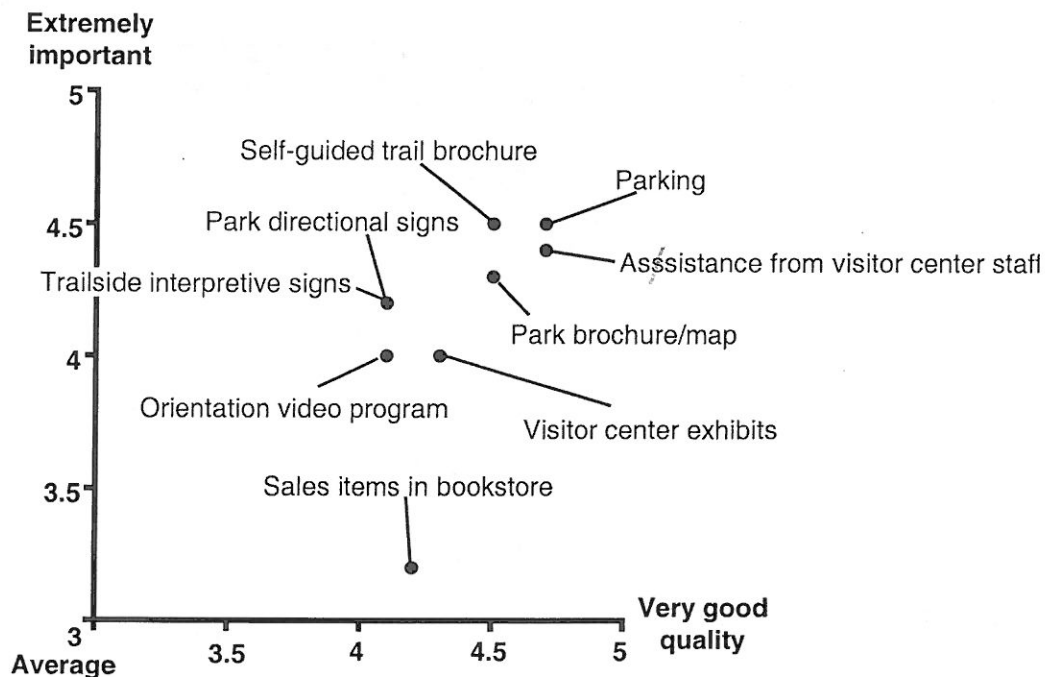 Extremely
important
5
Self-guided trail brochure
Parking
4.5
Park directional signs
Asssistance from visitor center staff
Trailside interpretive signs
Park brochure/map
4
Orientation video program
Visitor center exhibits
3.5
Sales items in bookstore
3
Average
3.5
4
4.5
5
Very good
quality